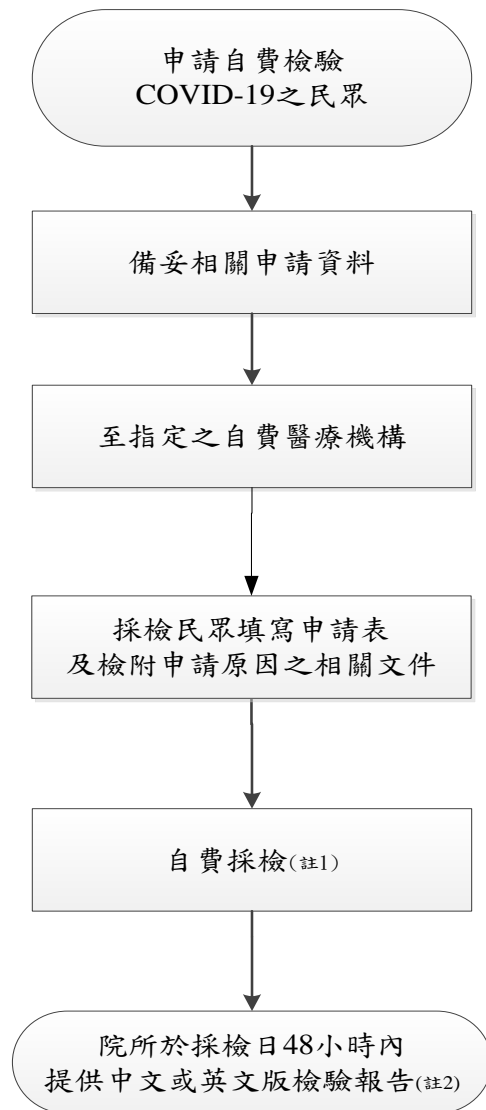 申請自費檢驗
COVID-19之民眾
備妥相關申請資料
至指定之自費醫療機構
採檢民眾填寫申請表
及檢附申請原因之相關文件
自費採檢(註1)
院所於採檢日48小時內
提供中文或英文版檢驗報告(註2)